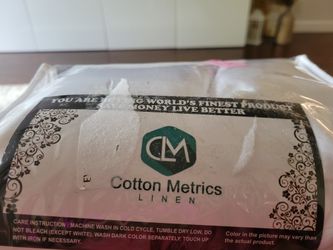 YOU ARE BUYING WORLD'S FINEST PRODUCT
MONEY LIVE BETTER
CLM
Cotton Metrics
LINEN
CARE INSTRUCTION : MACHINE WASH IN COLD CYCLE, TUMBLE DRY LOW, DO
NOT BLEACH (EXCEPT WHITE), WASH DARK COLOR SEPARATELY TOUCH UP
WITH IRON IF NECESSARY.
Color in the picture may vary than
the actual product.